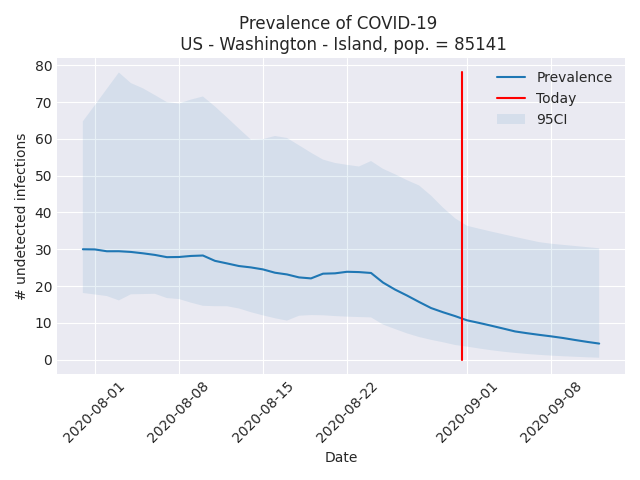 Prevalence of COVID-19
US - Washington - Island, pop. = 85141
# undetected infections
80
70
60
50
40
30
20
10
0
Prevalence
Today
95CI
2020-08-01
2020-08-08
2020-08-15
2020-08-22
2020-09-01
2020-09-08
Date